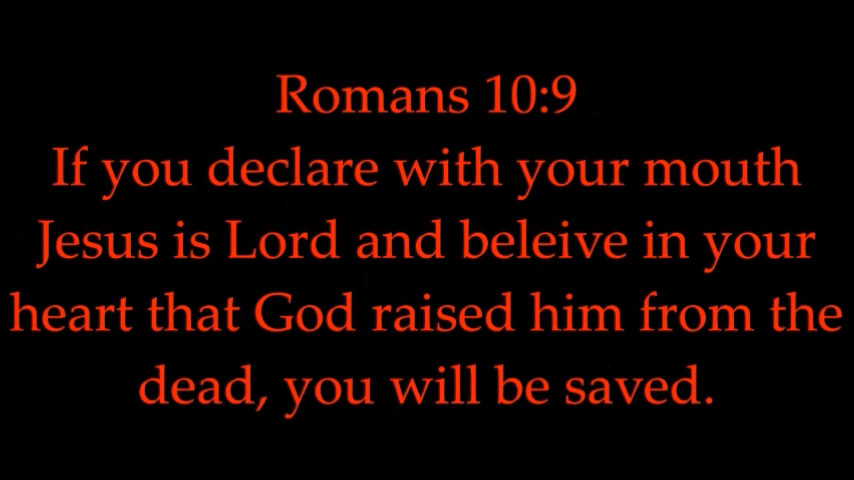 Romans 10:9
If you declare with your mouth
Jesus is Lord and beleive in your
heart that God raised him from the
dead, you will be saved.